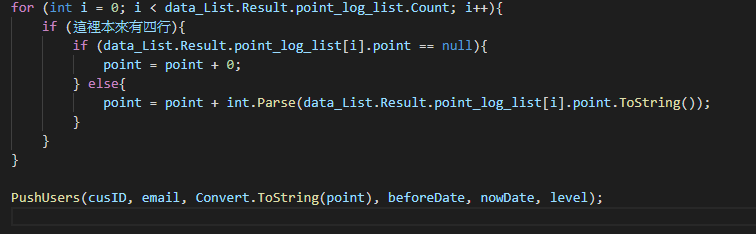 for (int i = 0; i < data_List.Result.point_log_list.Count; i++){
if (這裡本來有四行){
if (data_List.Result.point_log_list[i].point == null){
point = point + 0;
} else{
point = point + int.Parse(data_List.Result.point_log_list[i].point.ToString());
}
}
}
PushUsers(cusID, email, Convert.ToString(point), beforeDate, nowDate, level);